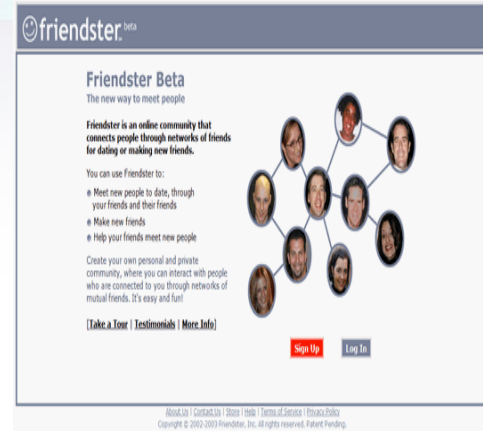 friendster beta
Friendster Beta
The new way to meet people
Friendster is an online community that
connects people through networks of friends
for dating or making new friends.
You can use Friendster to:
Meet new people to date, through
your friends and their friends
Make new friends
Help your friends meet new people
Create your own personal and private
community, where you can interact with people
who are connected to you through networks of
mutual friends. It's easy and fun!
[Take a Tour | Testimonials | More Info]
Sign Up Log In
About Us | Contact Us | Store | Help | Terms of Service | Privacy Policy
Copyright © 2002-2003 Friendster, Inc. All rights reserved. Patent Pending.